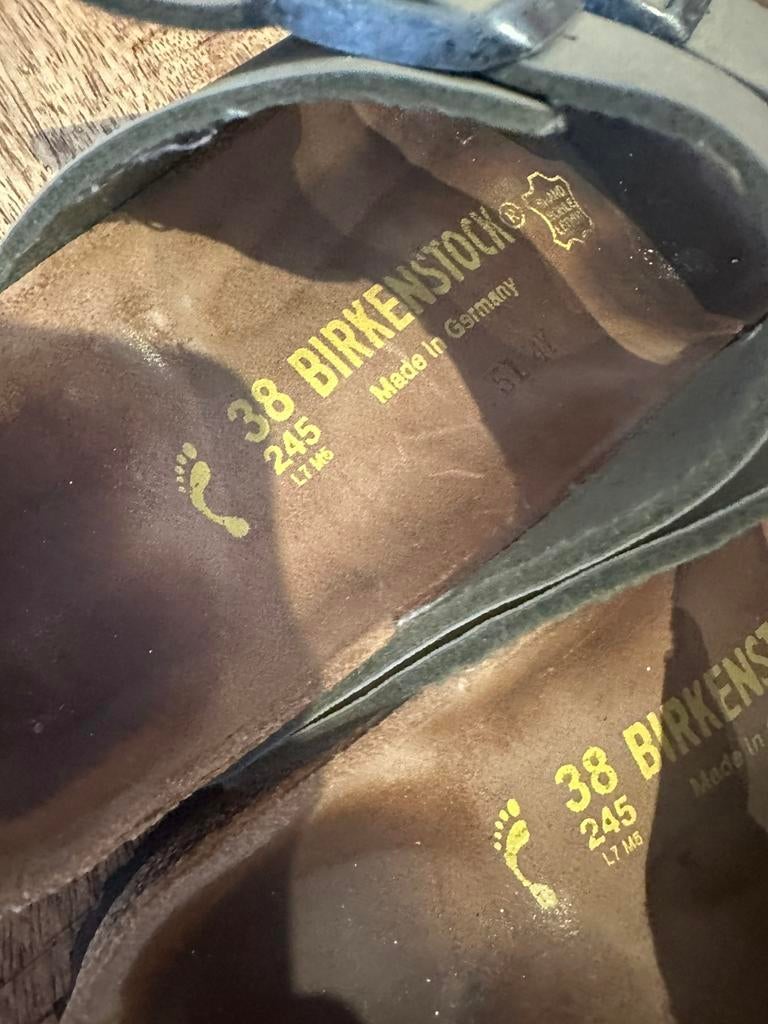 BIRKENSTOCK®
Made in Germany
38
245
L7 M5
38 BIRKENST
245
Made in
L7 M5